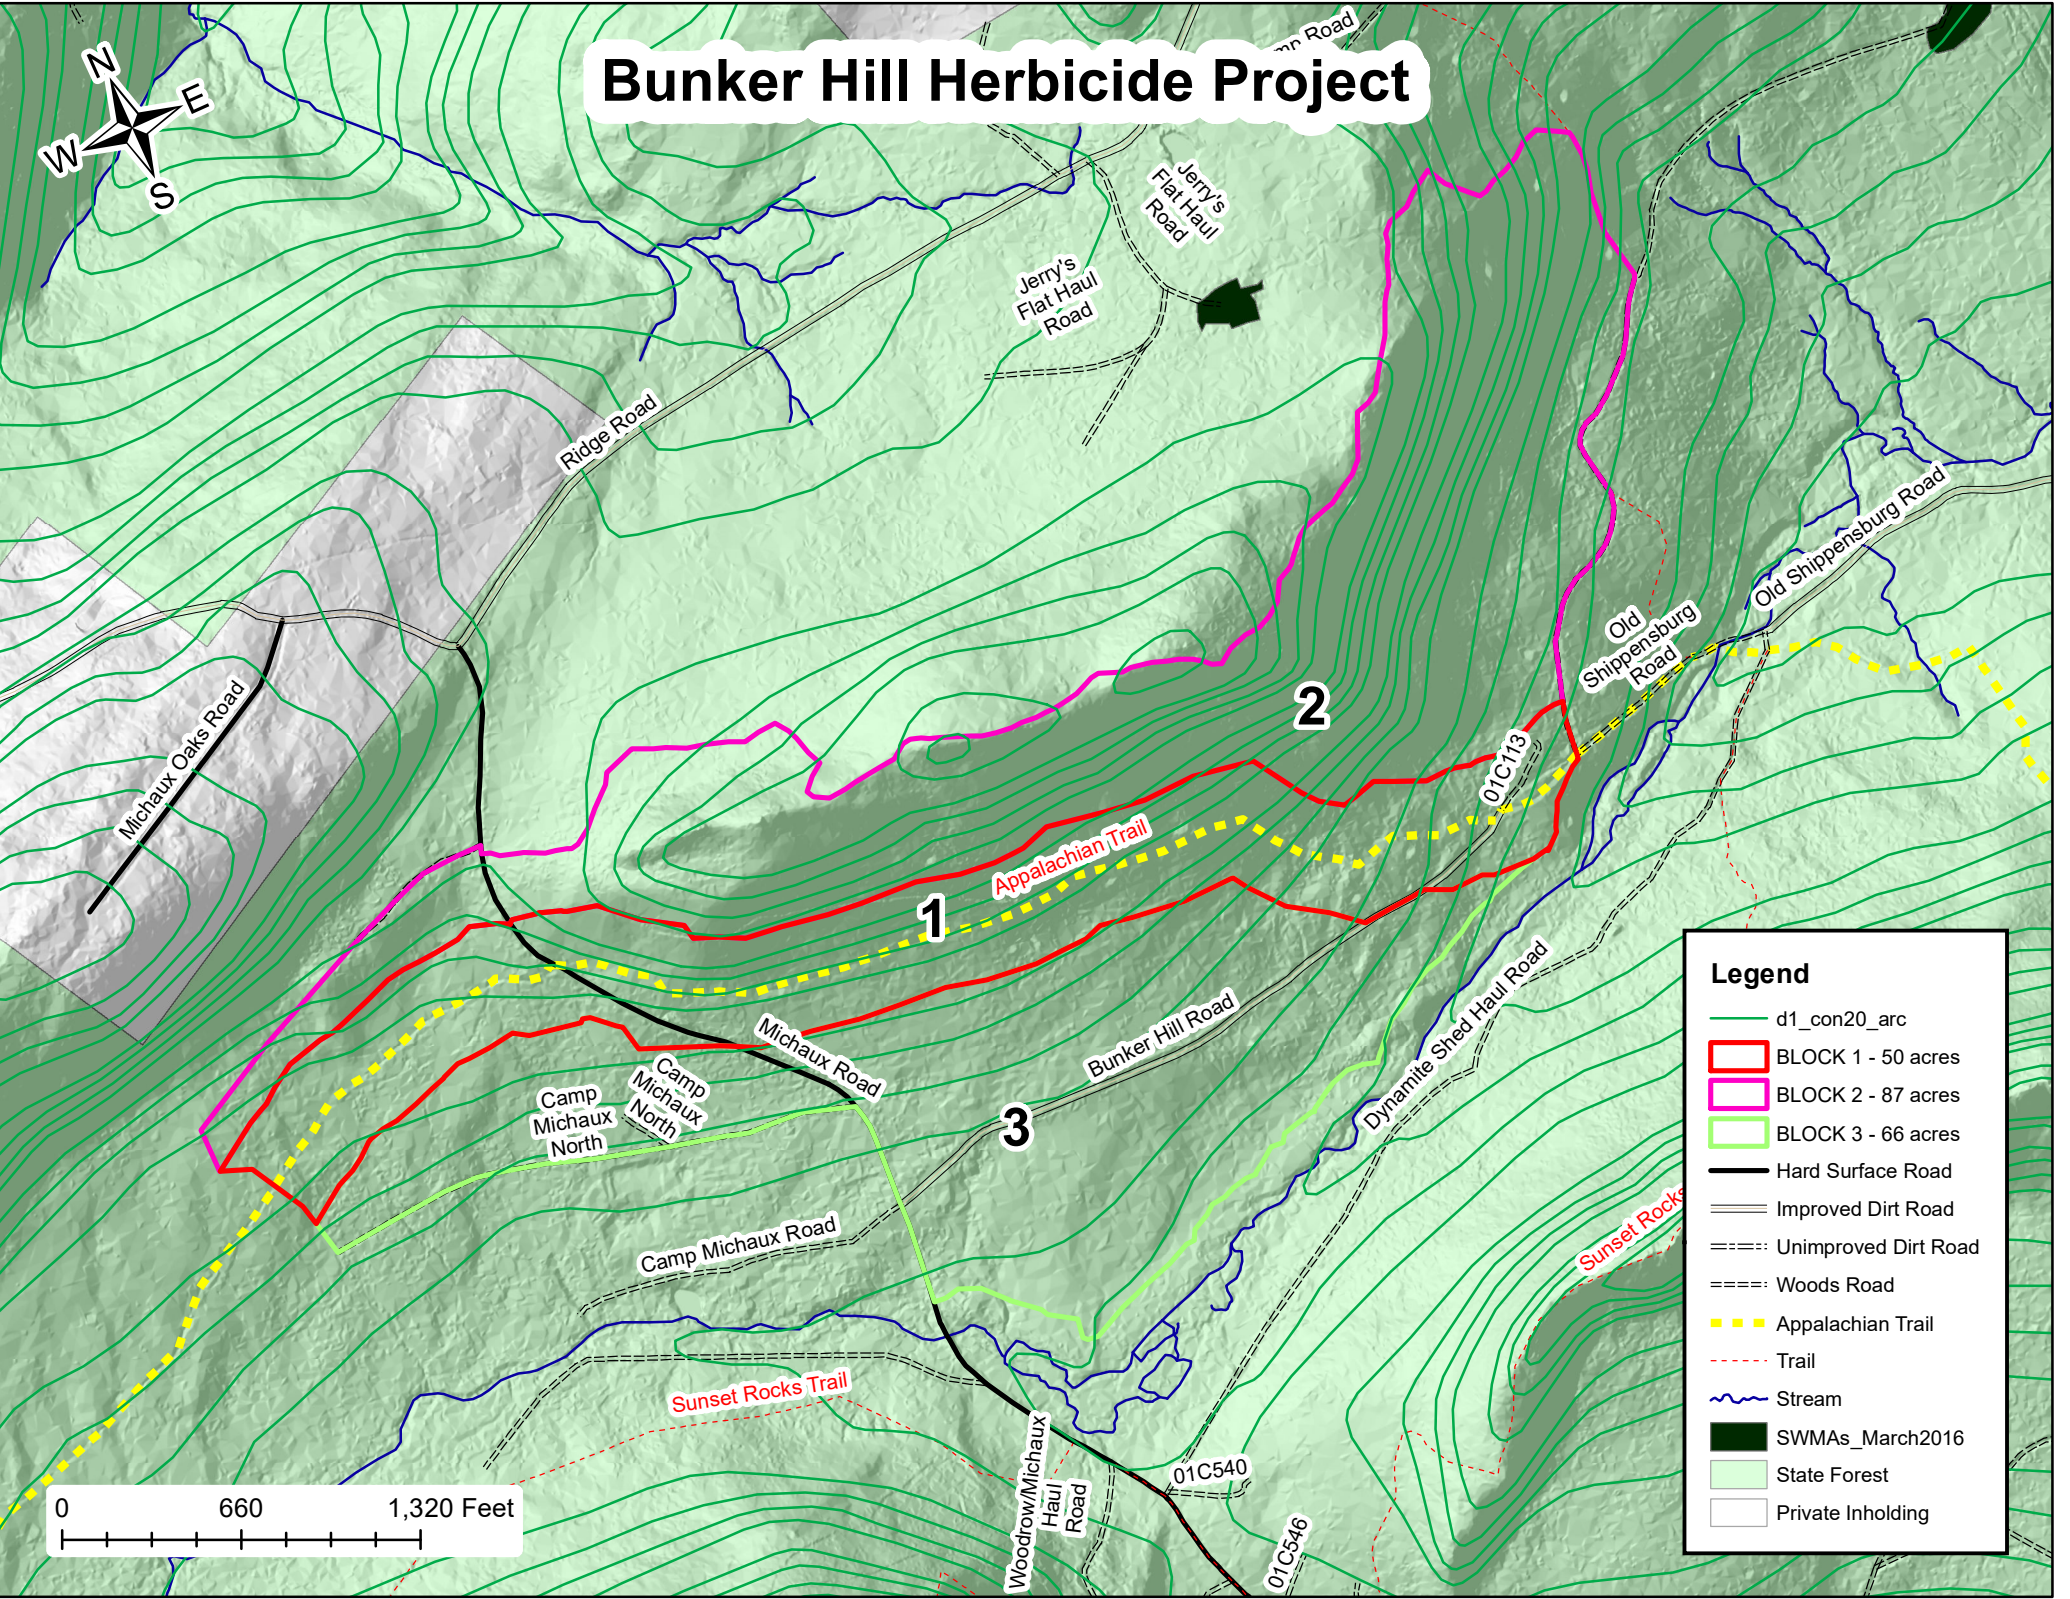 Bunker Hill Herbicide Project
mp Road
N
E
W
S
Jerry's
Flat Haul
Road
Jerry's
Flat Haul
Road
Ridge Road
Michaux Oaks Road
Old Shippensburg Road
Old
Shippensburg
Road
2
01C113
Appalachian Trail
1
Michaux Road
Bunker Hill Road
Dynamite Shed Haul Road
Camp
Michaux
North
Camp
Michaux
North
3
Camp Michaux Road
Sunset Rocks
Sunset Rocks Trail
Woodrow/Michaux
Haul
Road
01C540
01C546
0 660 1,320 Feet
Legend
d1_con20_arc
BLOCK 1 - 50 acres
BLOCK 2 - 87 acres
BLOCK 3 - 66 acres
Hard Surface Road
Improved Dirt Road
Unimproved Dirt Road
Woods Road
Appalachian Trail
Trail
Stream
SWMAs_March2016
State Forest
Private Inholding